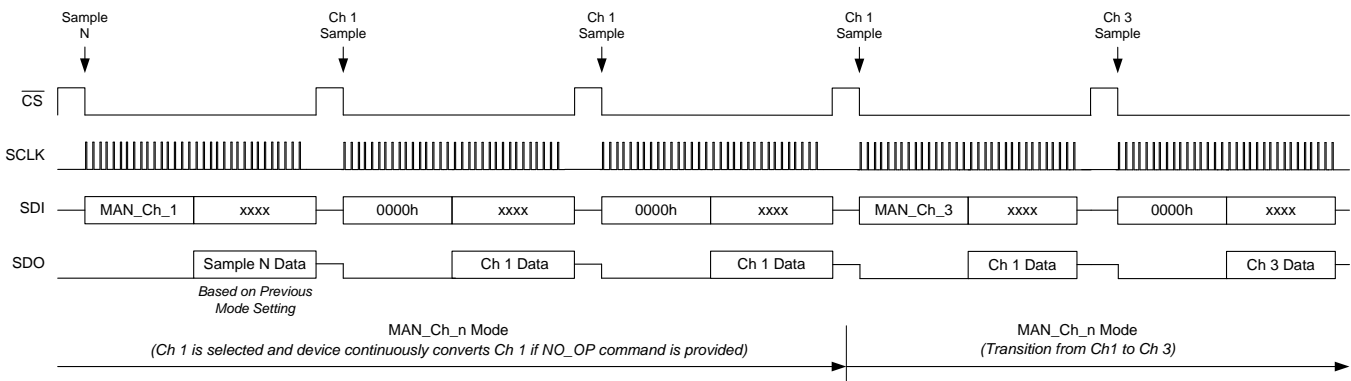 Sample
N
Ch 1
Sample
Ch 1
Sample
Ch 1
Sample
Ch 3
Sample
CS
SCLK
SDI
MAN_Ch_1
xxxx
0000h
xxxx
0000h
xxxx
MAN_Ch_3
xxxx
0000h
xxxx
SDO
Sample N Data
Ch 1 Data
Ch 1 Data
Ch 1 Data
Ch 3 Data
Based on Previous
Mode Setting
MAN_Ch_n Mode
(Ch 1 is selected and device continuously converts Ch 1 if NO_OP command is provided)
MAN_Ch_n Mode
(Transition from Ch1 to Ch 3)